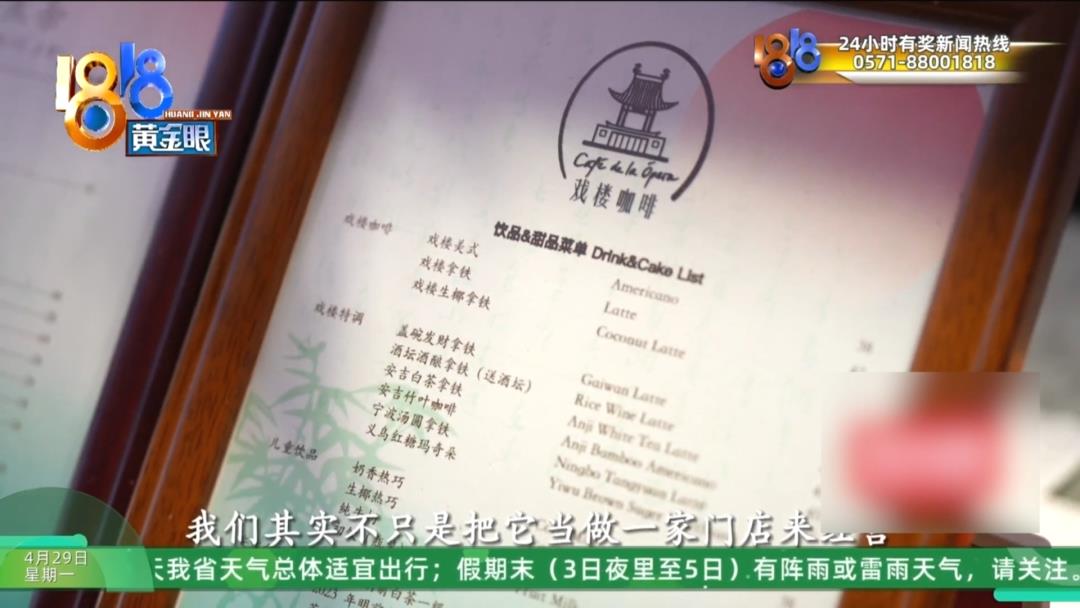 1818
HUANG JIN YAN
黄金眼
1818
24小时有奖新闻热线
0571-88001818
Café de la Ópera
戏楼咖啡
饮品&甜品菜单 Drink&Cake List
戏楼咖啡
戏楼美式 Americano
戏楼拿铁 Latte
戏楼生椰拿铁 Coconut Latte
戏楼特调
盖碗发财拿铁 Gaiwan Latte
酒坛酒酿拿铁（送酒坛） Rice Wine Latte
安吉白茶拿铁 Anji White Tea Latte
安吉竹叶咖啡 Anji Bamboo Americano
宁波汤圆拿铁 Ningbo Tangyuan Latte
义乌红糖玛奇朵 Yiwu Brown Sugar
儿童饮品
奶香热巧
生椰热巧
我们其实不只是把它当做一家门店来
4月29日
星期一
天我省天气总体适宜出行；假期末（3日夜里至5日）有阵雨或雷雨天气，请关注。